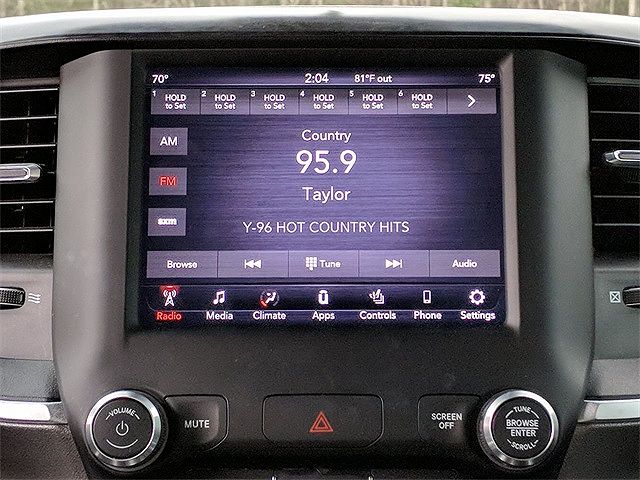 70° 2:04 81°F out 75°
1 HOLD to Set 2 HOLD to Set 3 HOLD to Set 4 HOLD to Set 5 HOLD to Set 6 HOLD to Set
AM
Country
95.9
FM
Taylor
sxm
Y-96 HOT COUNTRY HITS
Browse Tune Audio
Radio Media Climate Apps Controls Phone Settings
VOLUME
MUTE
SCREEN
OFF
TUNE
BROWSE
ENTER
SCROLL